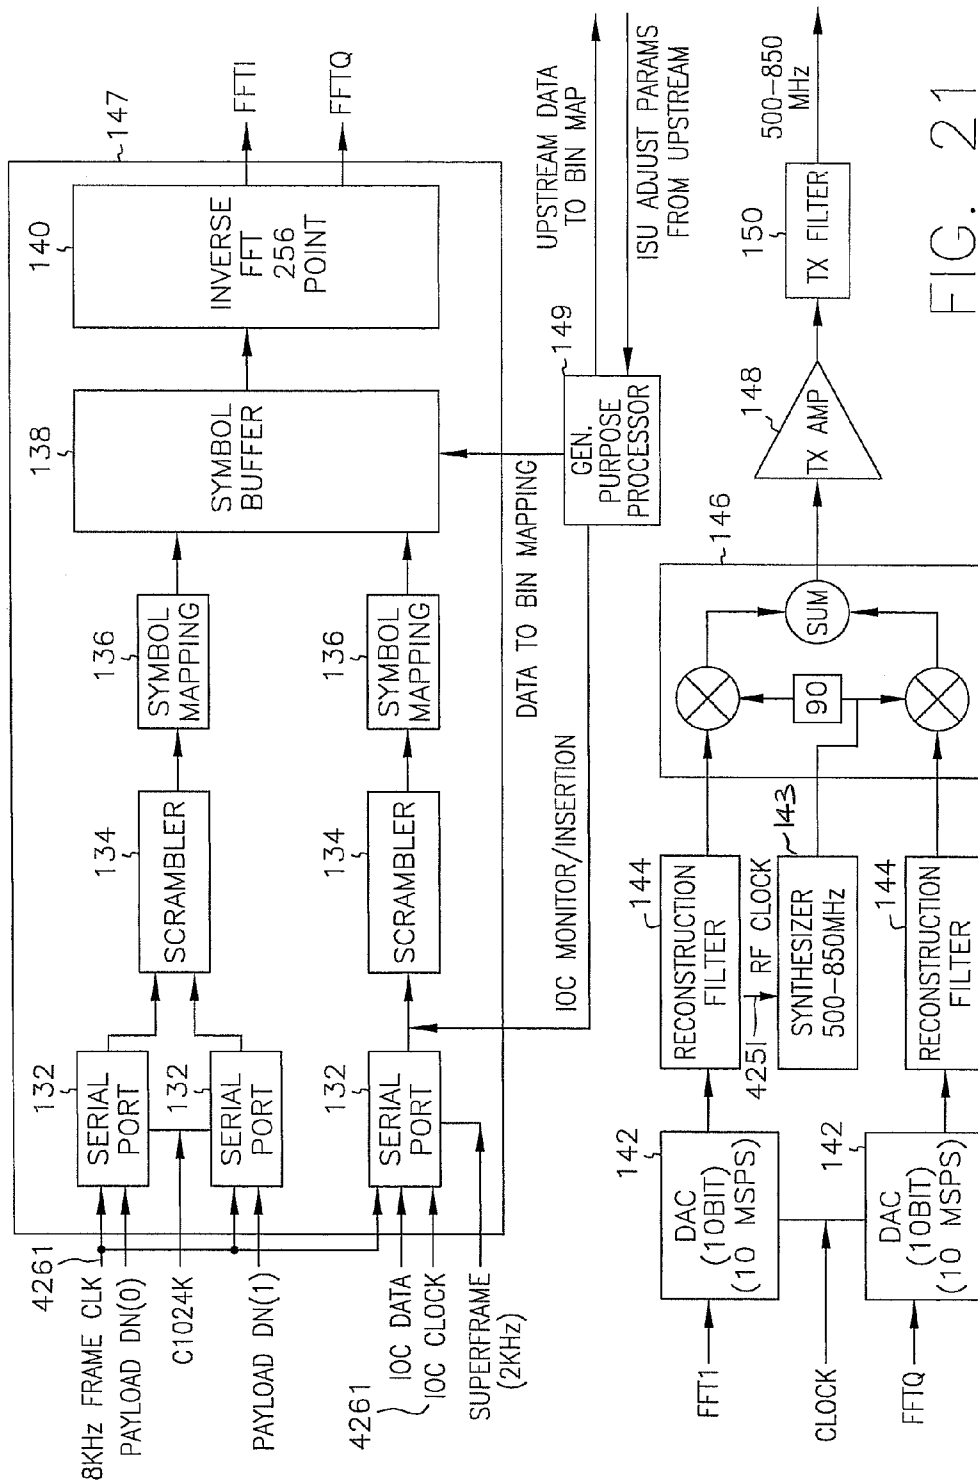 4261
8KHz FRAME CLK
PAYLOAD DN(0)
C1024K
PAYLOAD DN(1)
4261
IOC DATA
IOC CLOCK
SUPERFRAME
(2KHz)
132
SERIAL
PORT
132
SERIAL
PORT
132
SERIAL
PORT
134
SCRAMBLER
134
SCRAMBLER
136
SYMBOL
MAPPING
136
SYMBOL
MAPPING
138
SYMBOL
BUFFER
140
INVERSE
FFT
256
POINT
147
FFTI
FFTQ
DATA TO BIN MAPPING
IOC MONITOR/INSERTION
149
GEN.
PURPOSE
PROCESSOR
UPSTREAM DATA
TO BIN MAP
ISU ADJUST PARAMS
FROM UPSTREAM
FFT1
CLOCK
FFTQ
142
DAC
(10BIT)
(10 MSPS)
142
DAC
(10BIT)
(10 MSPS)
144
RECONSTRUCTION
FILTER
4251
RF CLOCK
143
SYNTHESIZER
500-850MHz
144
RECONSTRUCTION
FILTER
146
90
SUM
148
TX AMP
150
TX FILTER
500-850
MHz
FIG. 21